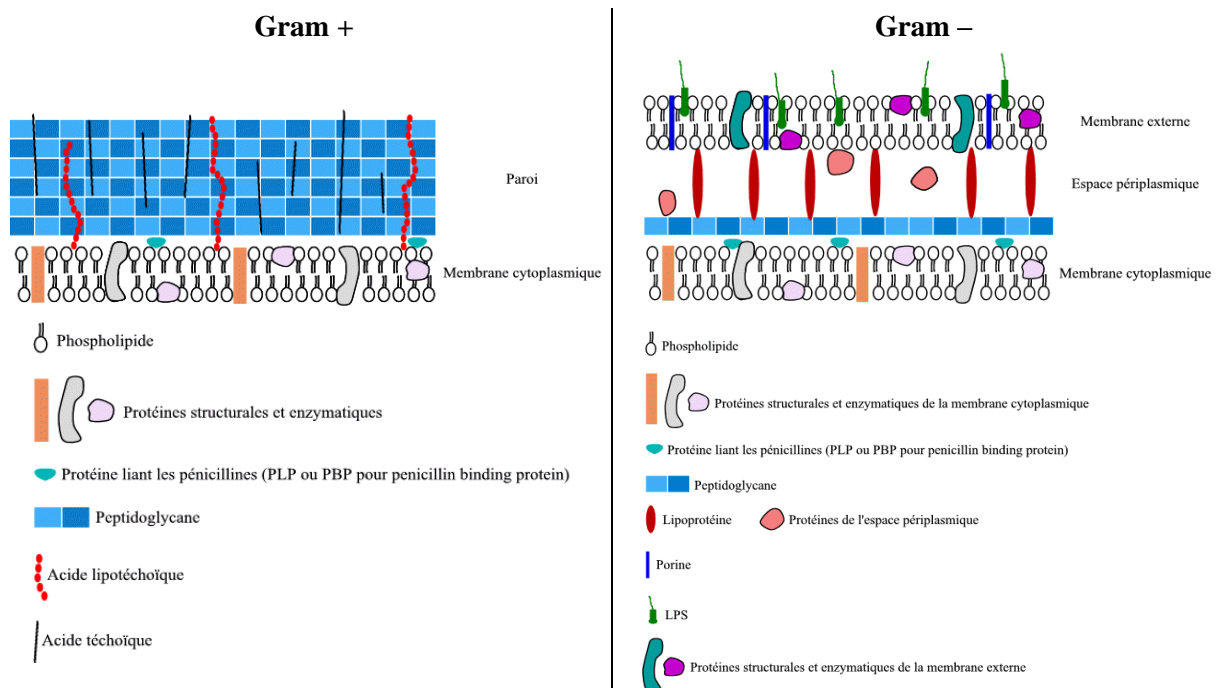 Gram +
Paroi
Membrane cytoplasmique
Phospholipide
Protéines structurales et enzymatiques
Protéine liant les pénicillines (PLP ou PBP pour penicillin binding protein)
Peptidoglycane
Acide lipotéchoïque
Acide téchoïque
Gram –
Membrane externe
Espace périplasmique
Membrane cytoplasmique
Phospholipide
Protéines structurales et enzymatiques de la membrane cytoplasmique
Protéine liant les pénicillines (PLP ou PBP pour penicillin binding protein)
Peptidoglycane
Lipoprotéine
Protéines de l'espace périplasmique
Porine
LPS
Protéines structurales et enzymatiques de la membrane externe